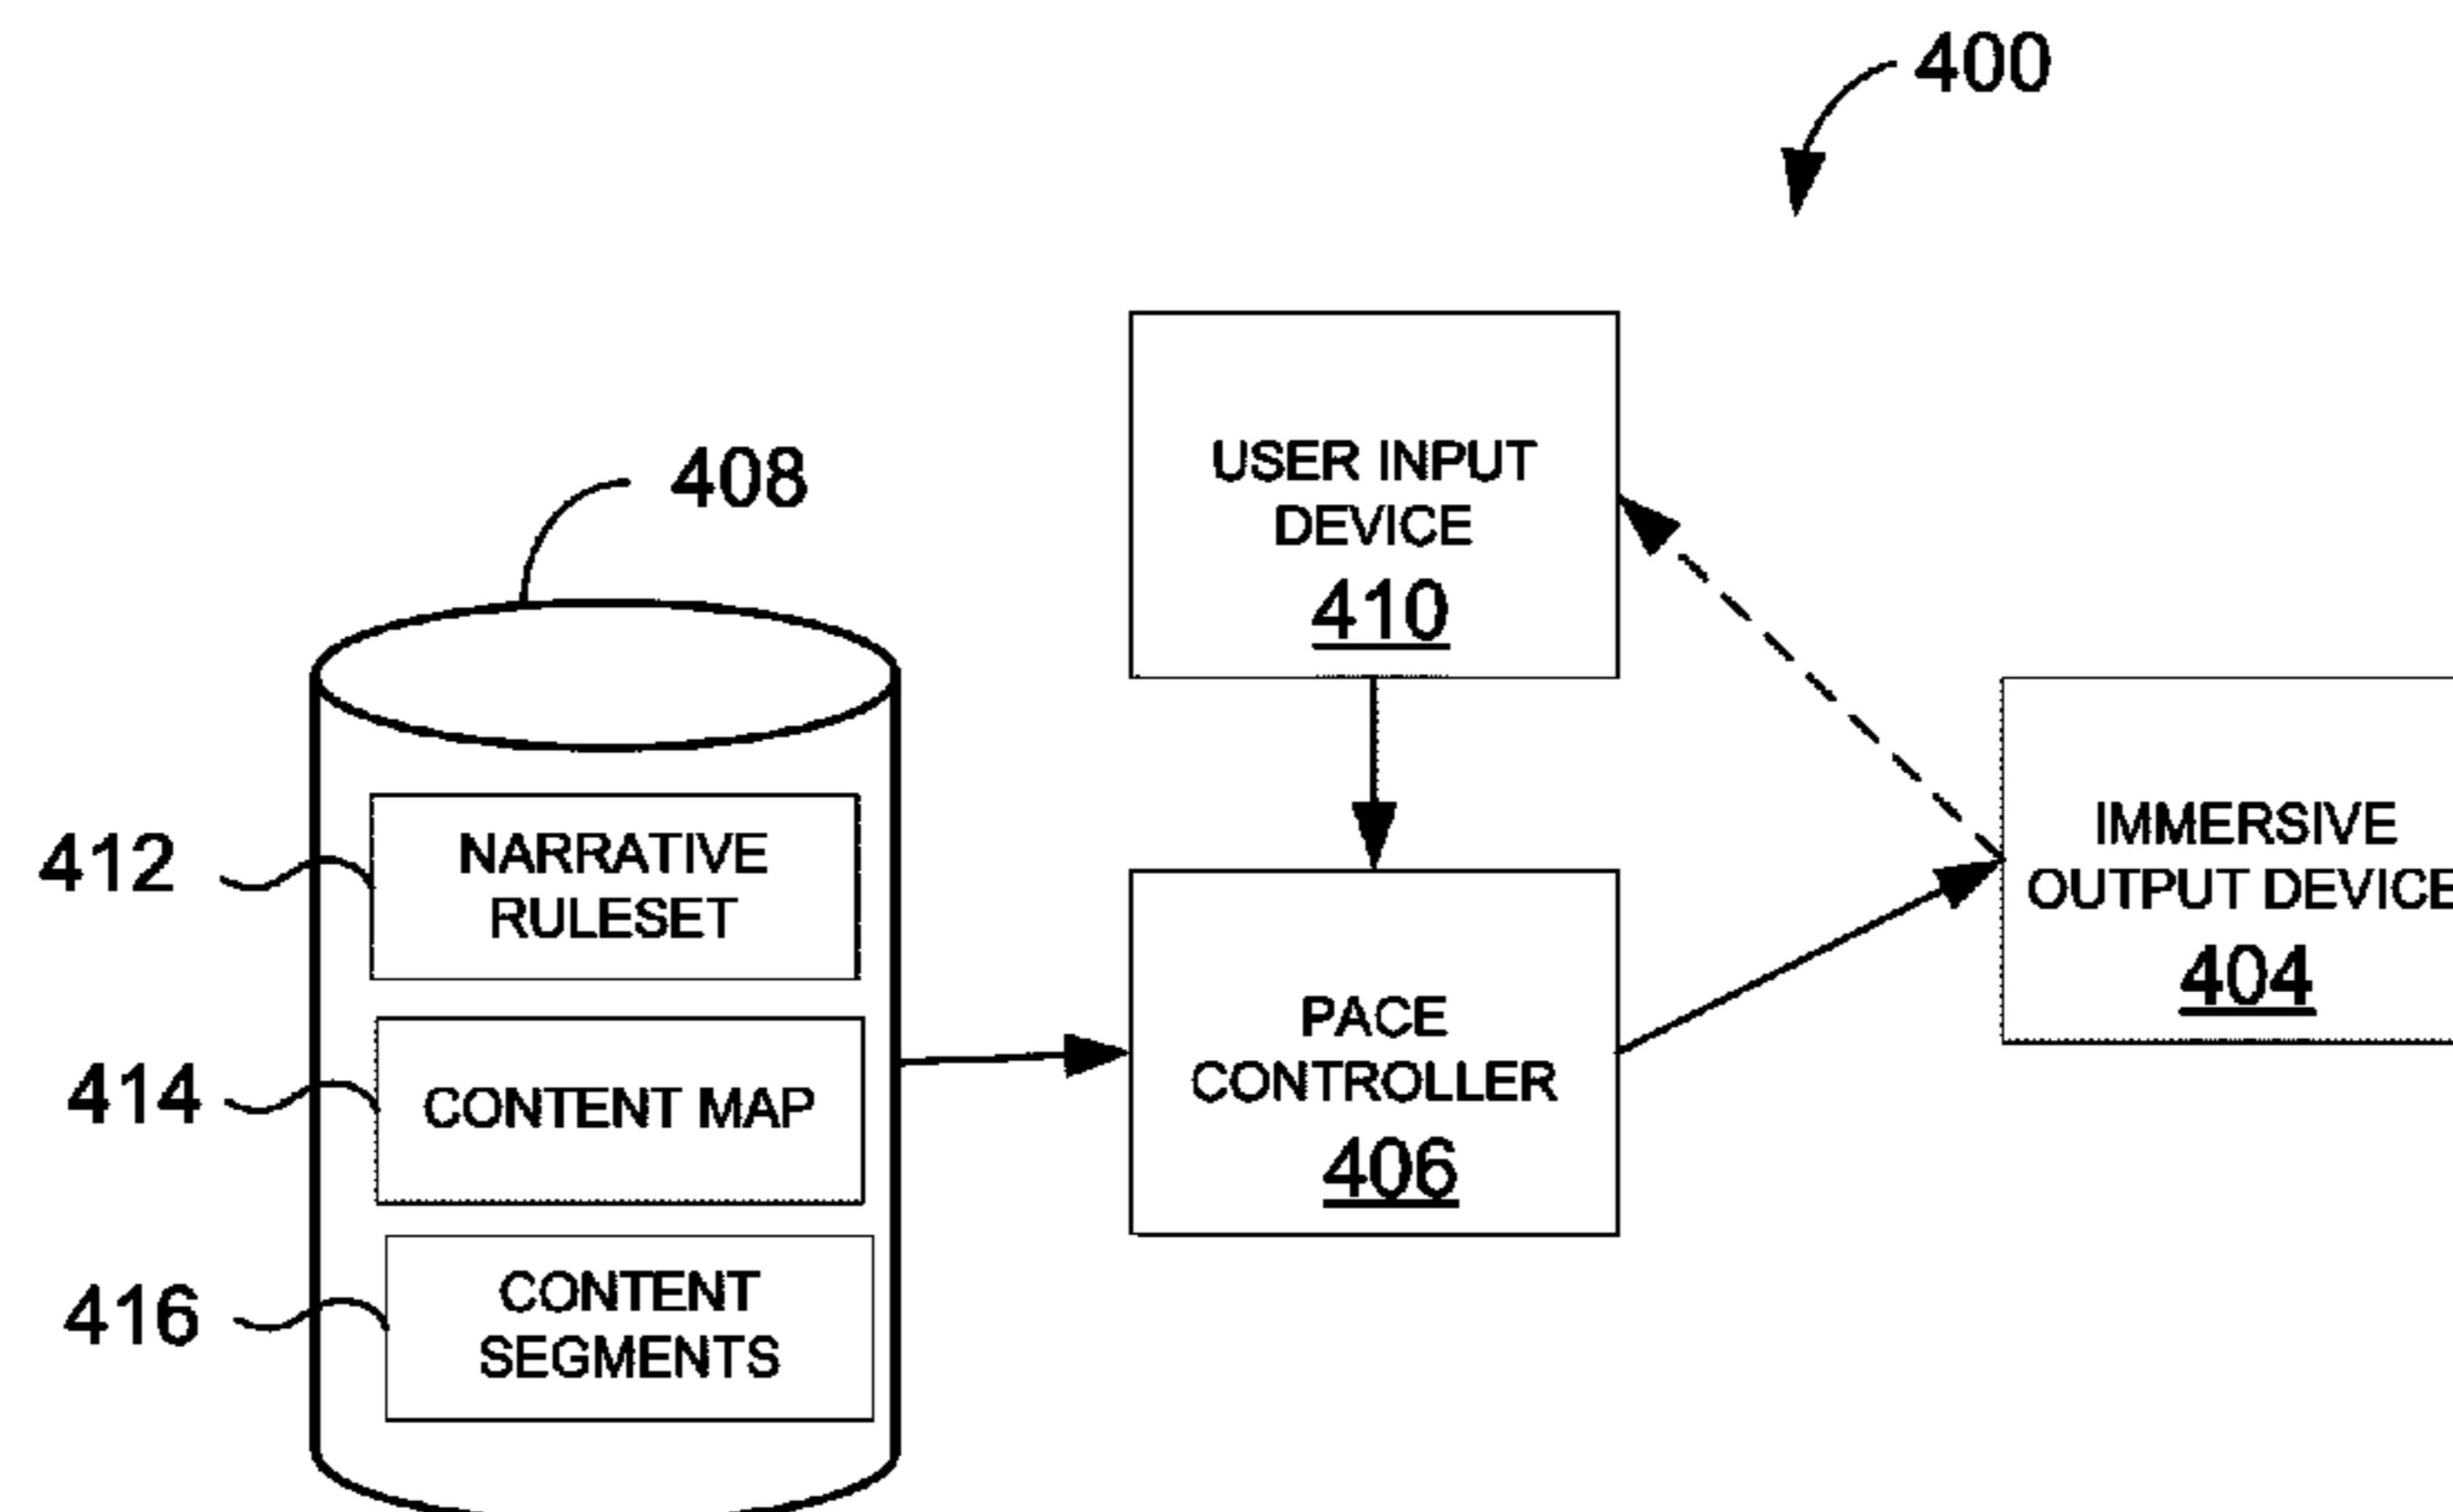 400
408
USER INPUT
DEVICE
410
412
NARRATIVE
RULESET
IMMERSIVE
OUTPUT DEVICE
404
414
CONTENT MAP
PACE
CONTROLLER
406
416
CONTENT
SEGMENTS